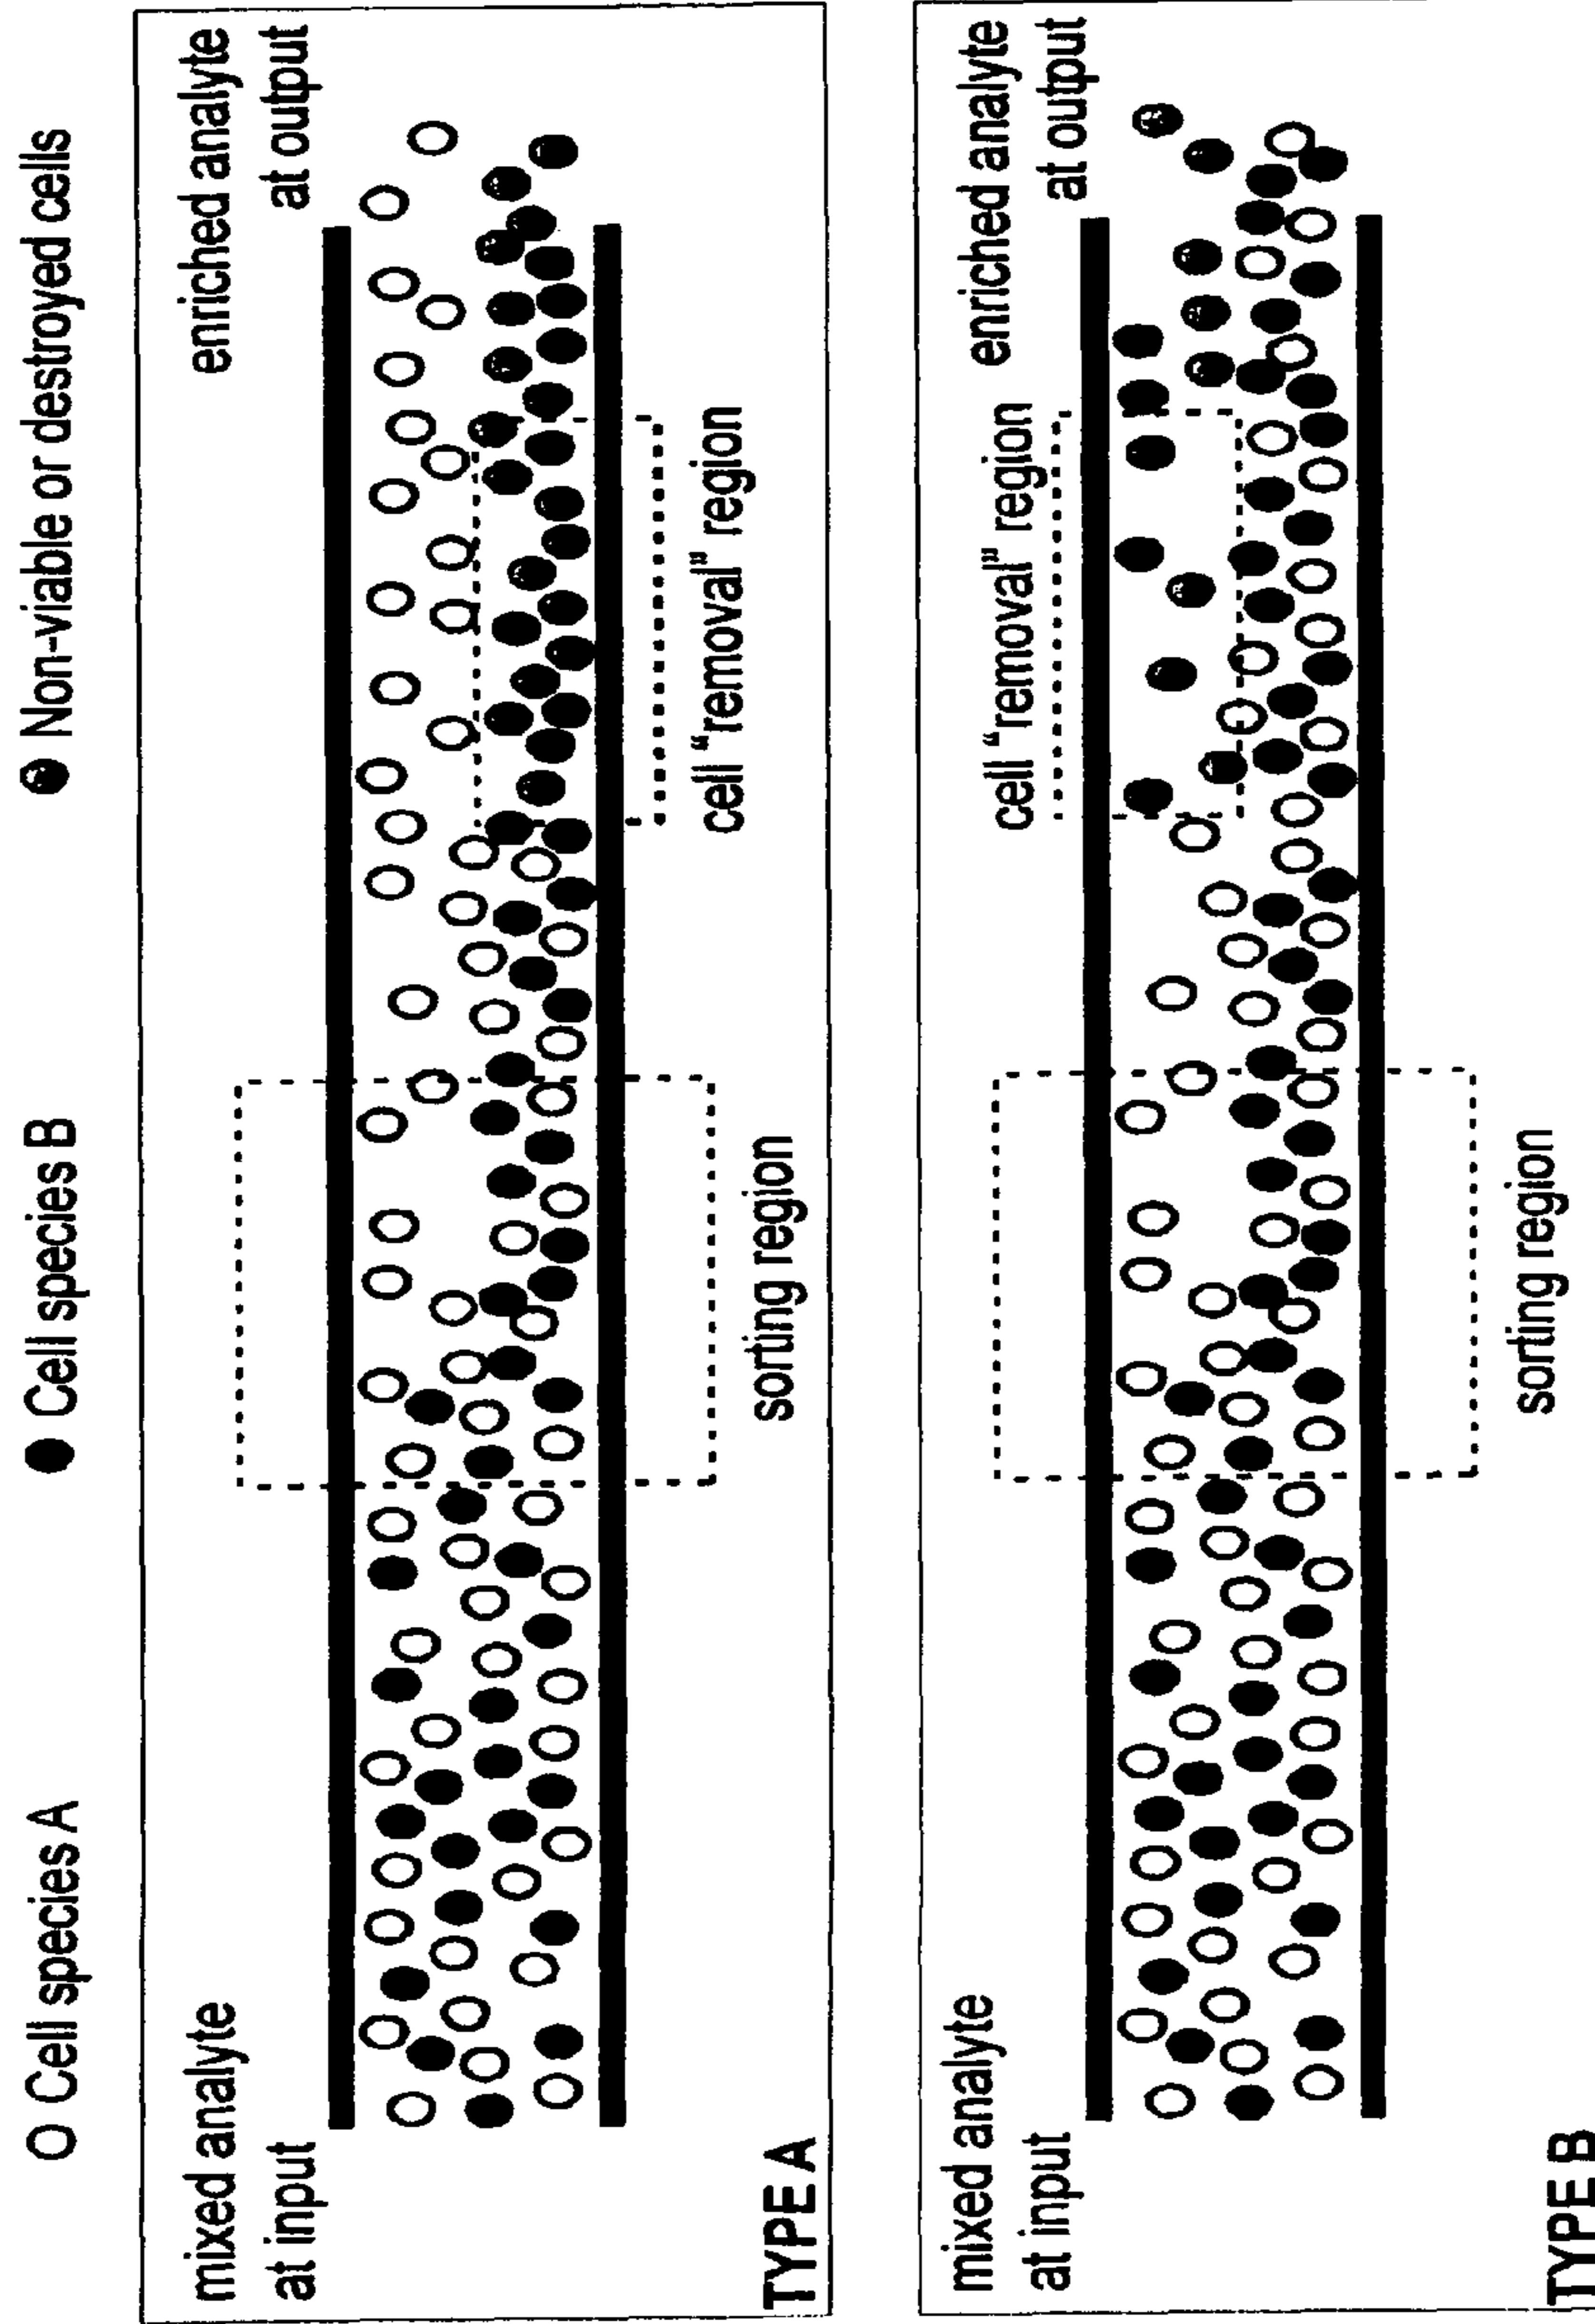 O Cell species A
Cell species B
Non-viable or destroyed cells
mixed analyte
at input
enriched analyte
at output
sorting region
cell "removal" region
TYPE A
mixed analyte
at input
cell "removal" region
enriched analyte
at output
sorting region
TYPE B